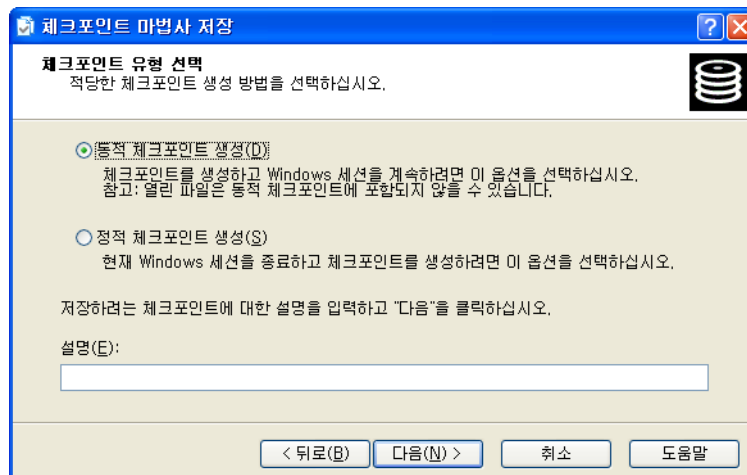 체크포인트 마법사 저장
체크포인트 유형 선택
적당한 체크포인트 생성 방법을 선택하십시오.
동적 체크포인트 생성(D)
체크포인트를 생성하고 Windows 세션을 계속하려면 이 옵션을 선택하십시오.
참고: 열린 파일은 동적 체크포인트에 포함되지 않을 수 있습니다.
정적 체크포인트 생성(S)
현재 Windows 세션을 종료하고 체크포인트를 생성하려면 이 옵션을 선택하십시오.
저장하려는 체크포인트에 대한 설명을 입력하고 "다음"을 클릭하십시오.
설명(E):
< 뒤로(B) 다음(N) > 취소 도움말